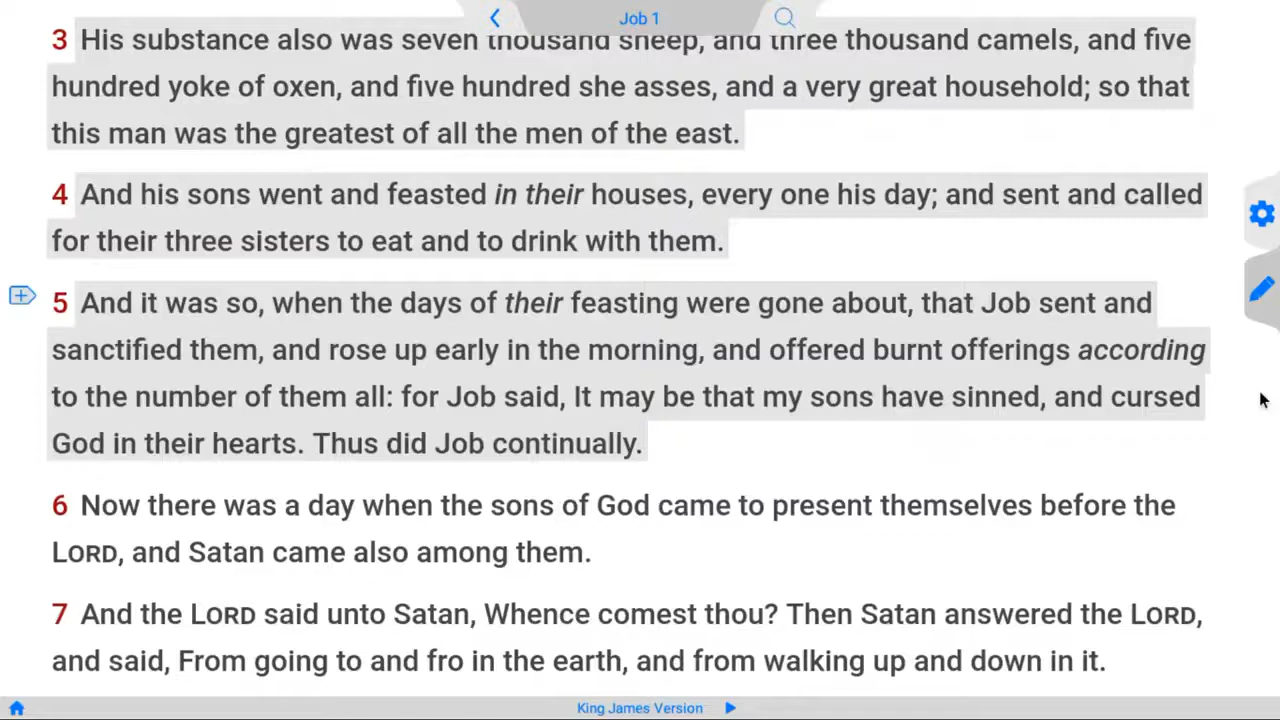 Job 1
3 His substance also was seven thousand sheep, and three thousand camels, and five
hundred yoke of oxen, and five hundred she asses, and a very great household; so that
this man was the greatest of all the men of the east.
4 And his sons went and feasted in their houses, every one his day; and sent and called
for their three sisters to eat and to drink with them.
5 And it was so, when the days of their feasting were gone about, that Job sent and
sanctified them, and rose up early in the morning, and offered burnt offerings according
to the number of them all: for Job said, It may be that my sons have sinned, and cursed
God in their hearts. Thus did Job continually.
6 Now there was a day when the sons of God came to present themselves before the
LORD, and Satan came also among them.
7 And the LORD said unto Satan, Whence comest thou? Then Satan answered the LORD,
and said, From going to and fro in the earth, and from walking up and down in it.
King James Version